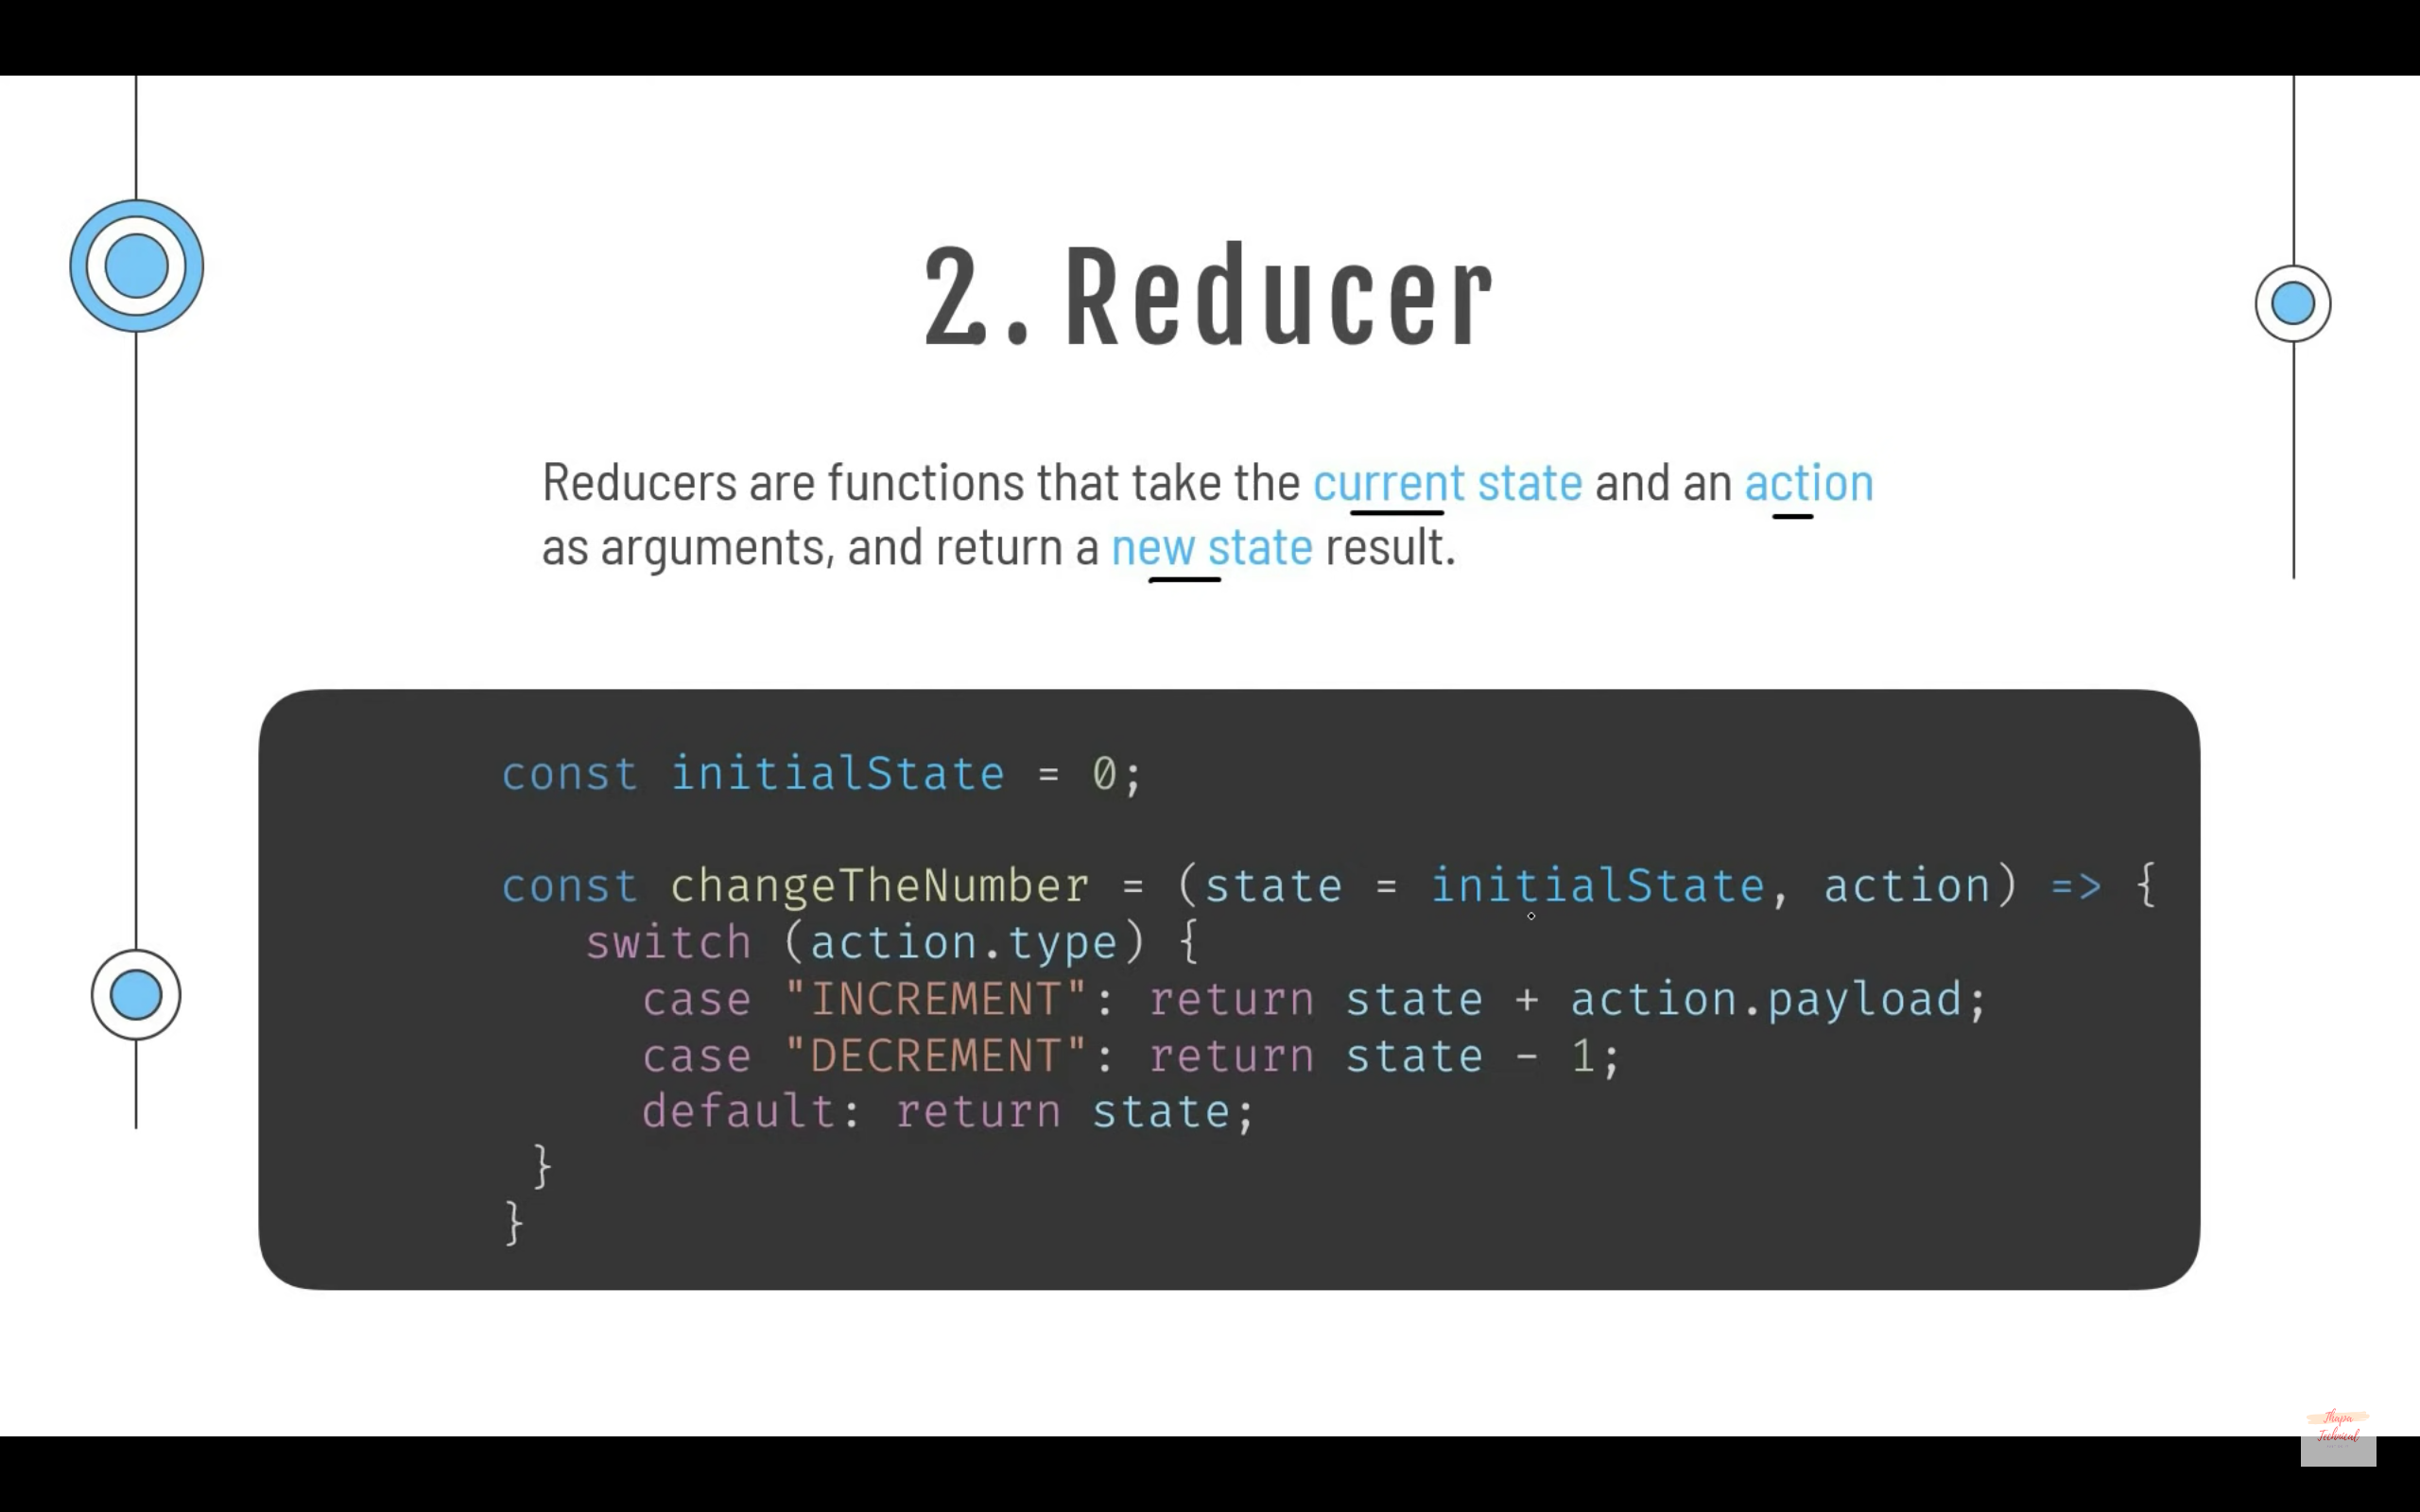 2. Reducer
Reducers are functions that take the current state and an action
as arguments, and return a new state result.
const initialState = 0;
const changeTheNumber = (state = initialState, action) => {
switch (action.type) {
case "INCREMENT": return state + action.payload;
case "DECREMENT": return state - 1;
default: return state;
}
}
Thapa
Technical